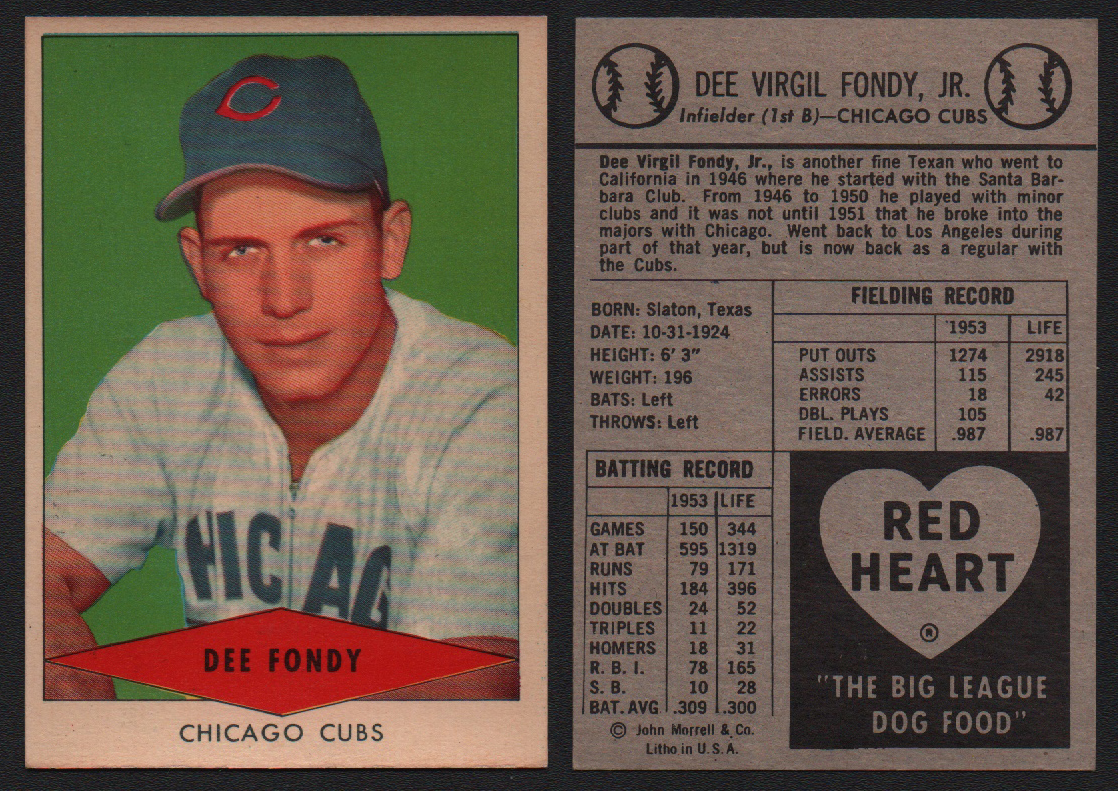 C
HICAG
DEE FONDY
CHICAGO CUBS
DEE VIRGIL FONDY, JR.
Infielder (1st B)—CHICAGO CUBS
Dee Virgil Fondy, Jr., is another fine Texan who went to
California in 1946 where he started with the Santa Bar-
bara Club. From 1946 to 1950 he played with minor
clubs and it was not until 1951 that he broke into the
majors with Chicago. Went back to Los Angeles during
part of that year, but is now back as a regular with
the Cubs.
BORN: Slaton, Texas
DATE: 10-31-1924
HEIGHT: 6' 3"
WEIGHT: 196
BATS: Left
THROWS: Left
FIELDING RECORD
1953 LIFE
PUT OUTS 1274 2918
ASSISTS 115 245
ERRORS 18 42
DBL. PLAYS 105
FIELD. AVERAGE .987 .987
BATTING RECORD
1953 LIFE
GAMES 150 344
AT BAT 595 1319
RUNS 79 171
HITS 184 396
DOUBLES 24 52
TRIPLES 11 22
HOMERS 18 31
R. B. I. 78 165
S. B. 10 28
BAT. AVG .309 .300
© John Morrell & Co.
Litho in U. S. A.
RED
HEART
®
"THE BIG LEAGUE
DOG FOOD"